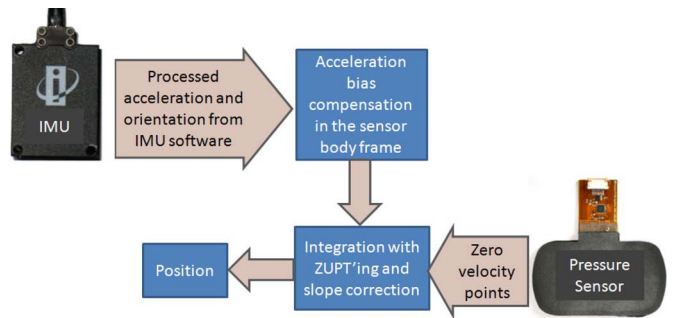 IMU
Processed
acceleration and
orientation from
IMU software
Acceleration
bias
compensation
in the sensor
body frame
Position
Integration with
ZUPT'ing and
slope correction
Zero
velocity
points
Pressure
Sensor